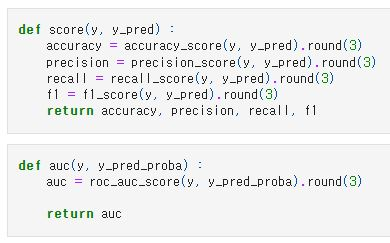 def score(y, y_pred) :
    accuracy = accuracy_score(y, y_pred).round(3)
    precision = precision_score(y, y_pred).round(3)
    recall = recall_score(y, y_pred).round(3)
    f1 = f1_score(y, y_pred).round(3)
    return accuracy, precision, recall, f1
def auc(y, y_pred_proba) :
    auc = roc_auc_score(y, y_pred_proba).round(3)
    return auc